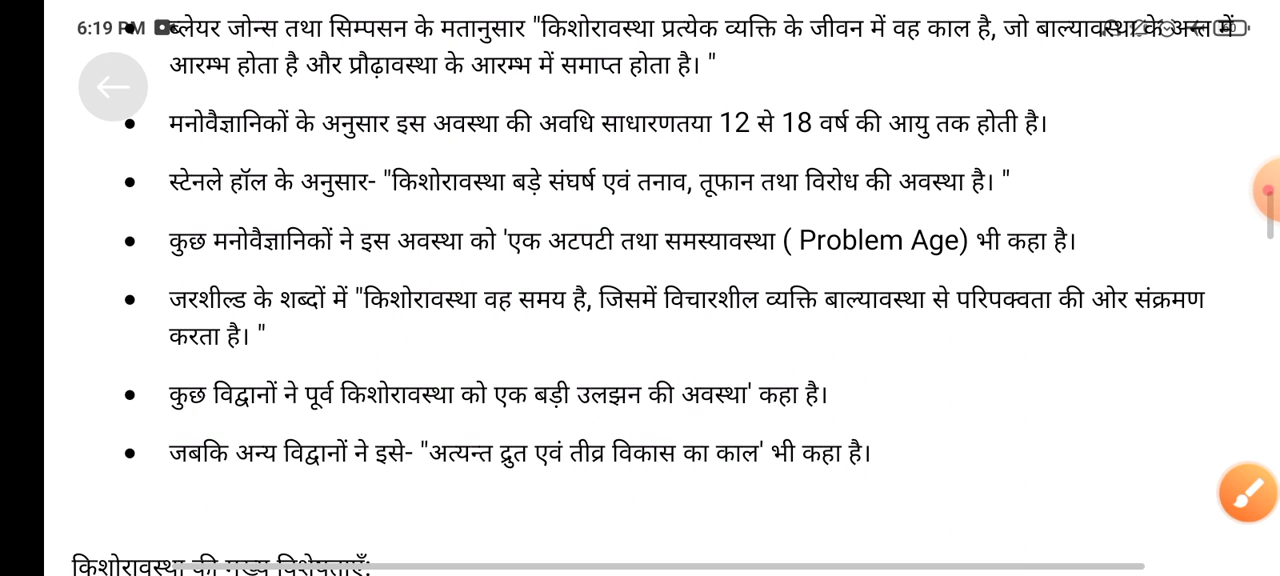 6:19 PM
ब्लेयर जोन्स तथा सिम्पसन के मतानुसार "किशोरावस्था प्रत्येक व्यक्ति के जीवन में वह काल है, जो बाल्यावस्था के अन्त में
आरम्भ होता है और प्रौढ़ावस्था के आरम्भ में समाप्त होता है। "
मनोवैज्ञानिकों के अनुसार इस अवस्था की अवधि साधारणतया 12 से 18 वर्ष की आयु तक होती है।
स्टेनले हॉल के अनुसार- "किशोरावस्था बड़े संघर्ष एवं तनाव, तूफान तथा विरोध की अवस्था है। "
कुछ मनोवैज्ञानिकों ने इस अवस्था को 'एक अटपटी तथा समस्यावस्था ( Problem Age) भी कहा है।
जरशील्ड के शब्दों में "किशोरावस्था वह समय है, जिसमें विचारशील व्यक्ति बाल्यावस्था से परिपक्वता की ओर संक्रमण
करता है। "
कुछ विद्वानों ने पूर्व किशोरावस्था को एक बड़ी उलझन की अवस्था' कहा है।
जबकि अन्य विद्वानों ने इसे- "अत्यन्त द्रुत एवं तीव्र विकास का काल' भी कहा है।
किशोरावस्था की मुख्य विशेषताएँ: